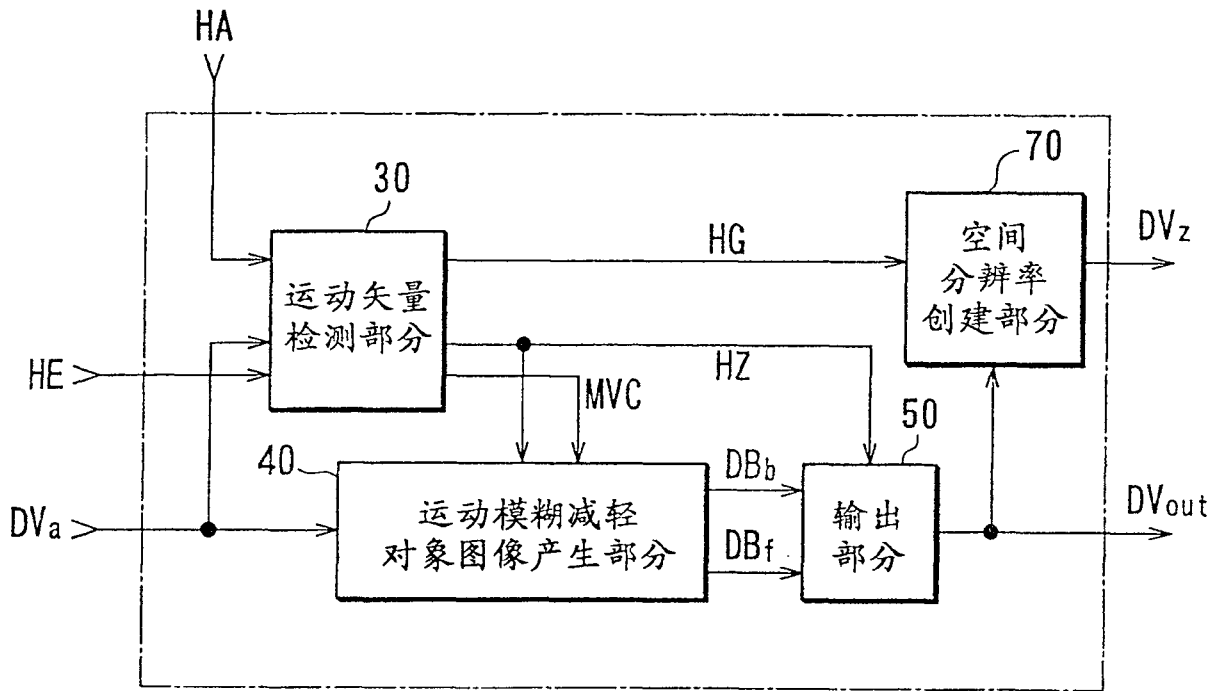 HA
70
30
空间
分辨率
创建部分
DVz
HG
运动矢量
检测部分
HE
HZ
MVC
50
40
DBb
运动模糊减轻
对象图像产生部分
输出
部分
DVa
DVout
DBf